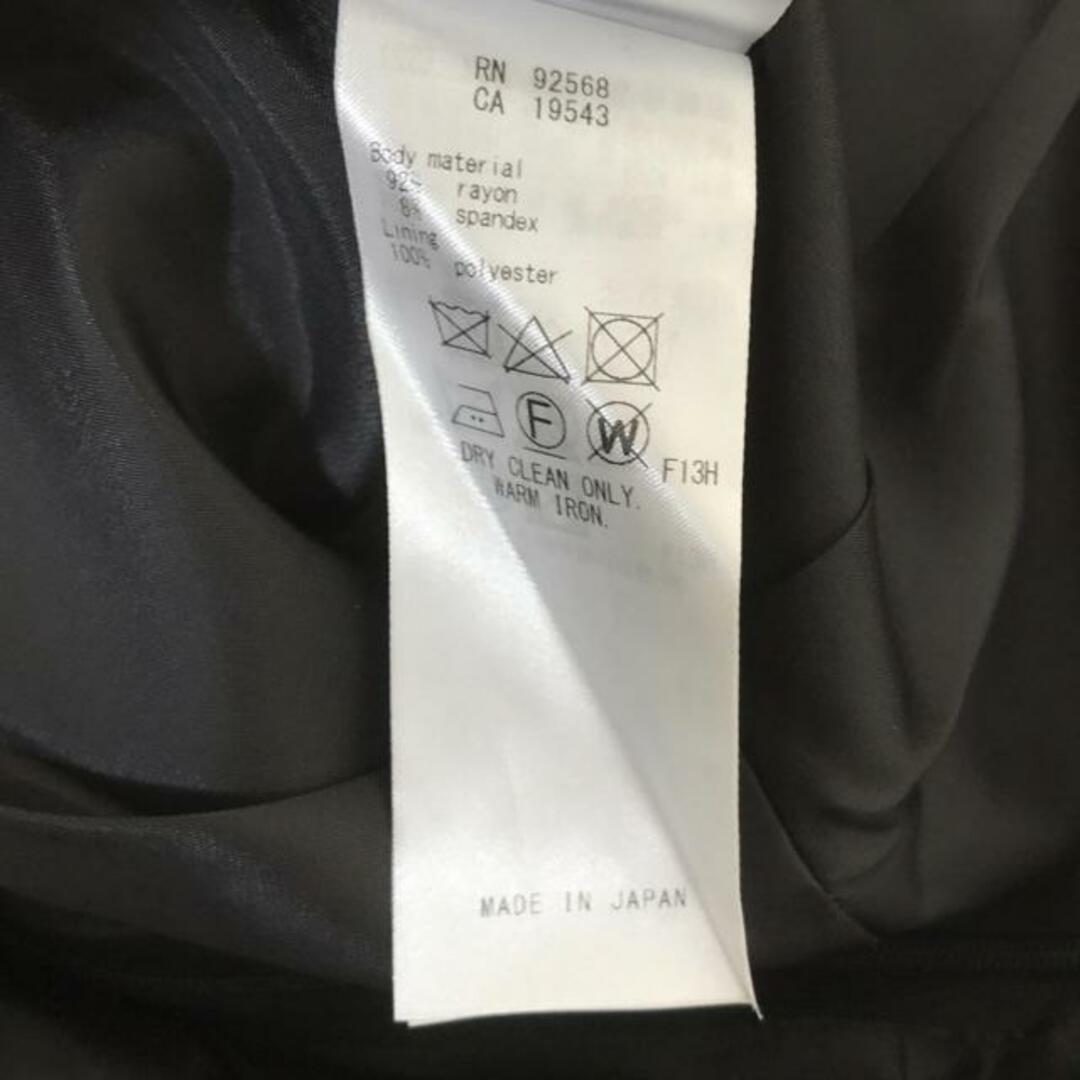 RN 92568
CA 19543
Body material
92% rayon
8% spandex
Lining
100% polyester
F W F13H
DRY CLEAN ONLY.
WARM IRON.
MADE IN JAPAN